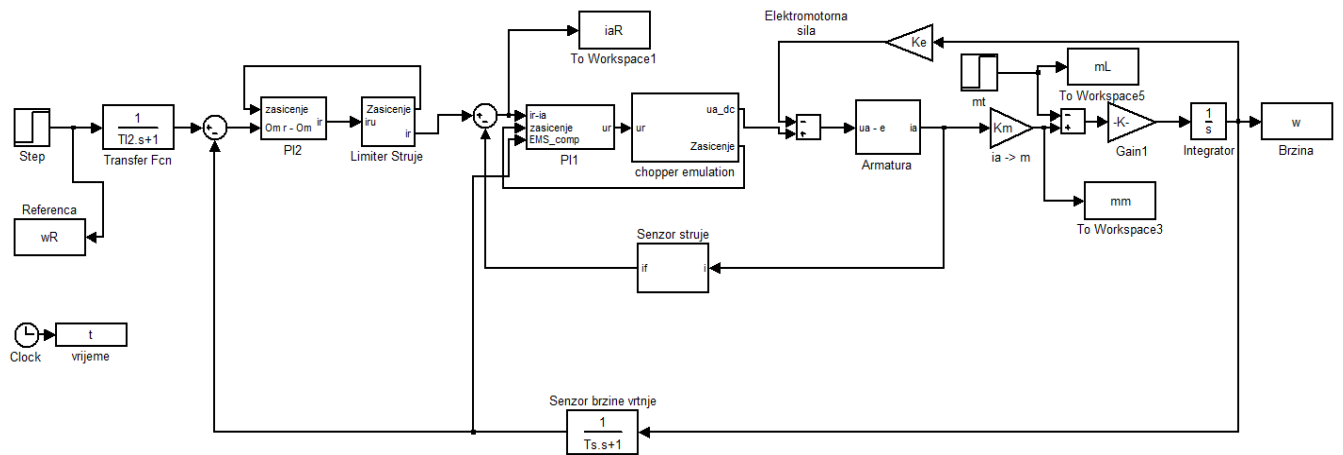 Step
1
Tl2.s+1
Transfer Fcn
Referenca
wR
Clock
t
vrijeme
zasicenje
Om r - Om
ir
PI2
Zasicenje
iru
ir
Limiter Struje
iaR
To Workspace1
ir-ia
zasicenje
EMS_comp
ur
PI1
ur
ua_dc
Zasicenje
chopper emulation
Senzor struje
if
i
Senzor brzine vrtnje
1
Ts.s+1
Elektromotorna
sila
Ke
ua - e
ia
Armatura
mt
mL
To Workspace5
Km
ia -> m
mm
To Workspace3
-K-
Gain1
1
s
Integrator
w
Brzina